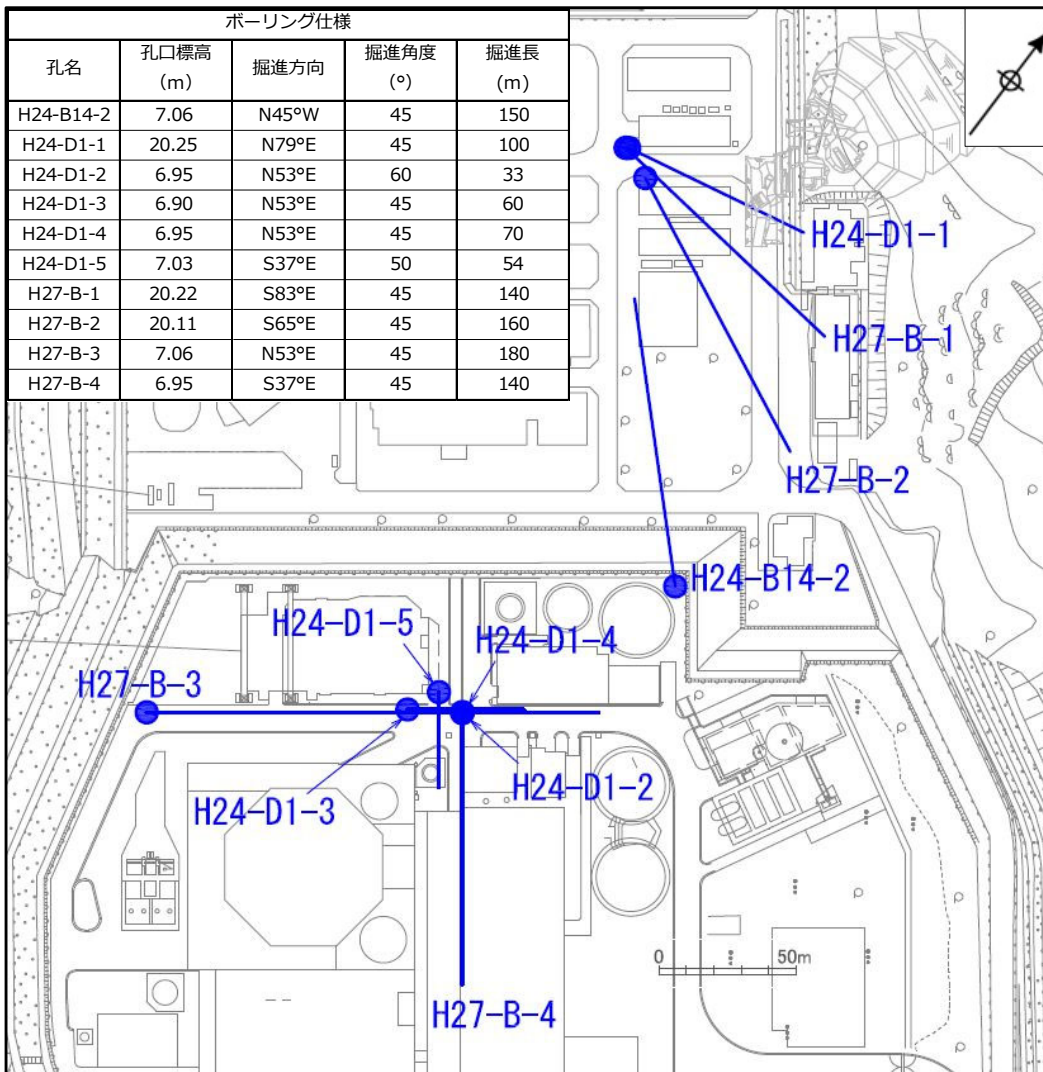 ボーリング仕様
孔名 孔口標高（m） 掘進方向 掘進角度（°） 掘進長（m）
H24-B14-2 7.06 N45°W 45 150
H24-D1-1 20.25 N79°E 45 100
H24-D1-2 6.95 N53°E 60 33
H24-D1-3 6.90 N53°E 45 60
H24-D1-4 6.95 N53°E 45 70
H24-D1-5 7.03 S37°E 50 54
H27-B-1 20.22 S83°E 45 140
H27-B-2 20.11 S65°E 45 160
H27-B-3 7.06 N53°E 45 180
H27-B-4 6.95 S37°E 45 140
H24-D1-1
H27-B-1
H27-B-2
H24-B14-2
H24-D1-5
H24-D1-4
H27-B-3
H24-D1-2
H24-D1-3
0 50m
H27-B-4